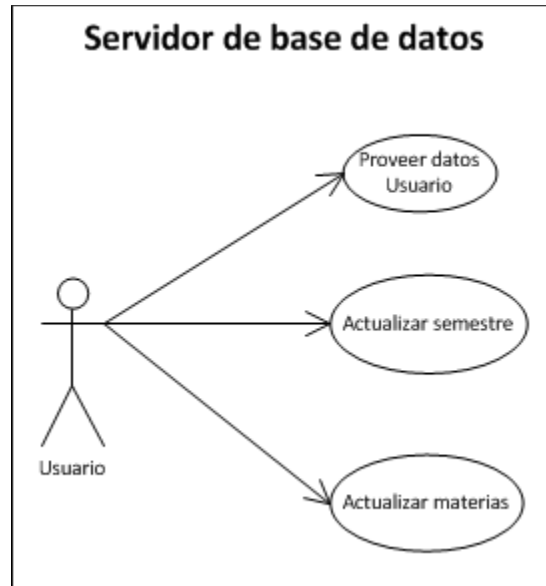 Servidor de base de datos
Proveer datos
Usuario
Actualizar semestre
Usuario
Actualizar materias